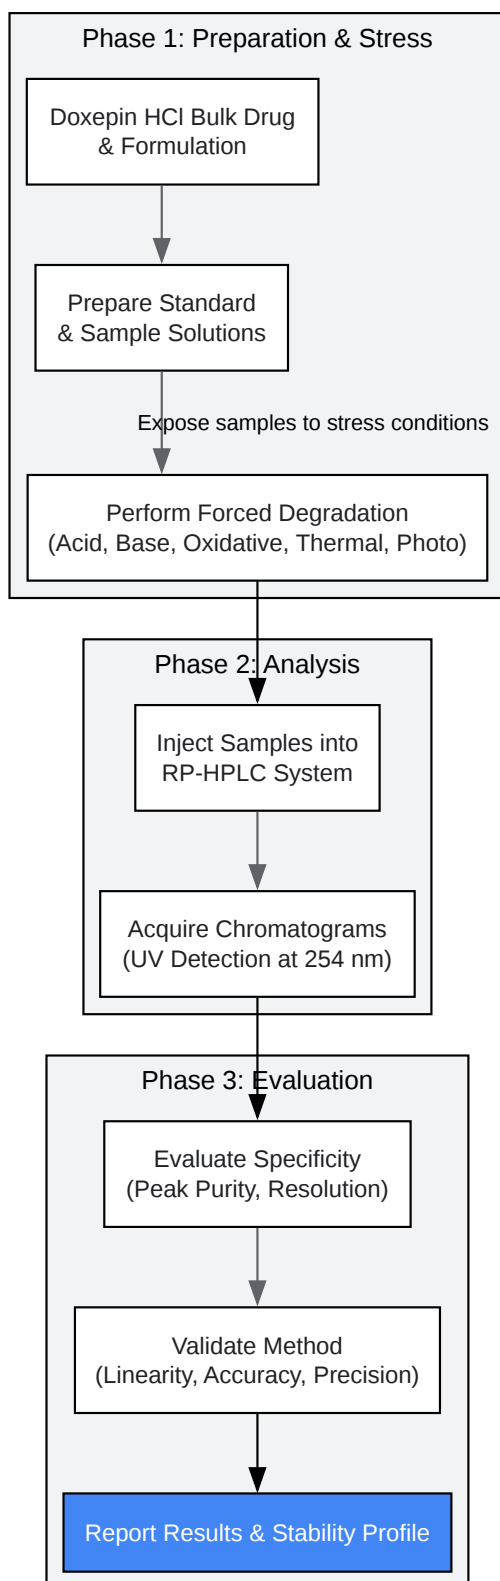 Phase 1: Preparation & Stress
Doxepin HCl Bulk Drug
& Formulation
Prepare Standard
& Sample Solutions
Expose samples to stress conditions
Perform Forced Degradation
(Acid, Base, Oxidative, Thermal, Photo)
Phase 2: Analysis
Inject Samples into
RP-HPLC System
Acquire Chromatograms
(UV Detection at 254 nm)
Phase 3: Evaluation
Evaluate Specificity
(Peak Purity, Resolution)
Validate Method
(Linearity, Accuracy, Precision)
Report Results & Stability Profile